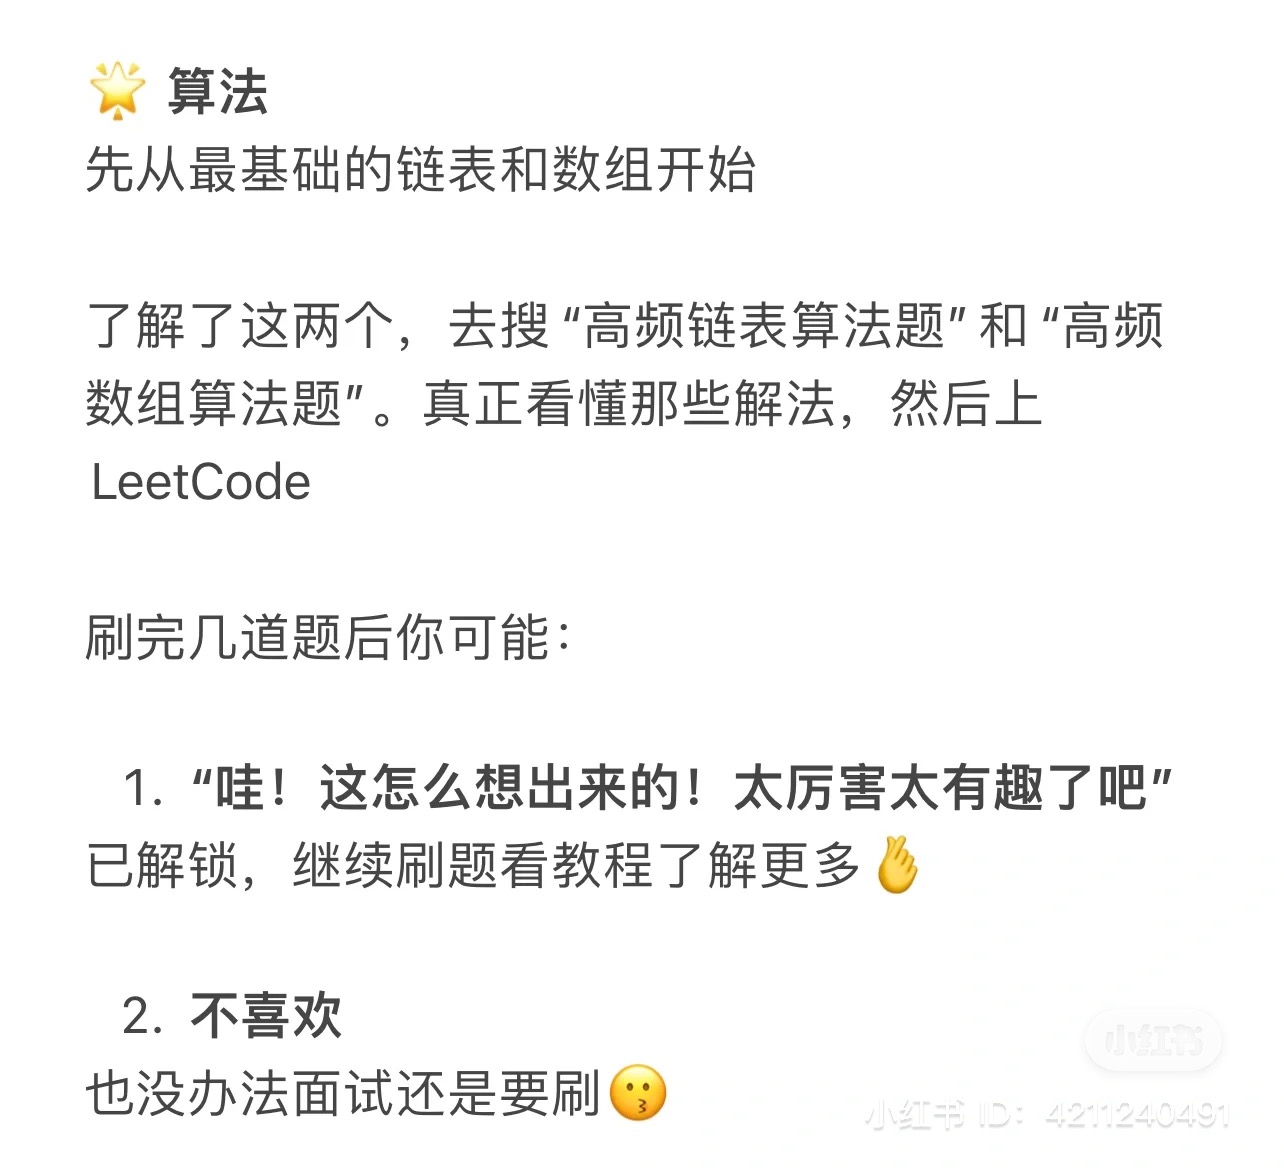 🌟 算法
先从最基础的链表和数组开始
了解了这两个，去搜 “高频链表算法题” 和 “高频
数组算法题” 。真正看懂那些解法，然后上
LeetCode
刷完几道题后你可能：
1. “哇！这怎么想出来的！太厉害太有趣了吧”
已解锁，继续刷题看教程了解更多🫰
2. 不喜欢
也没办法面试还是要刷😗
小红书
小红书 ID：4211240491